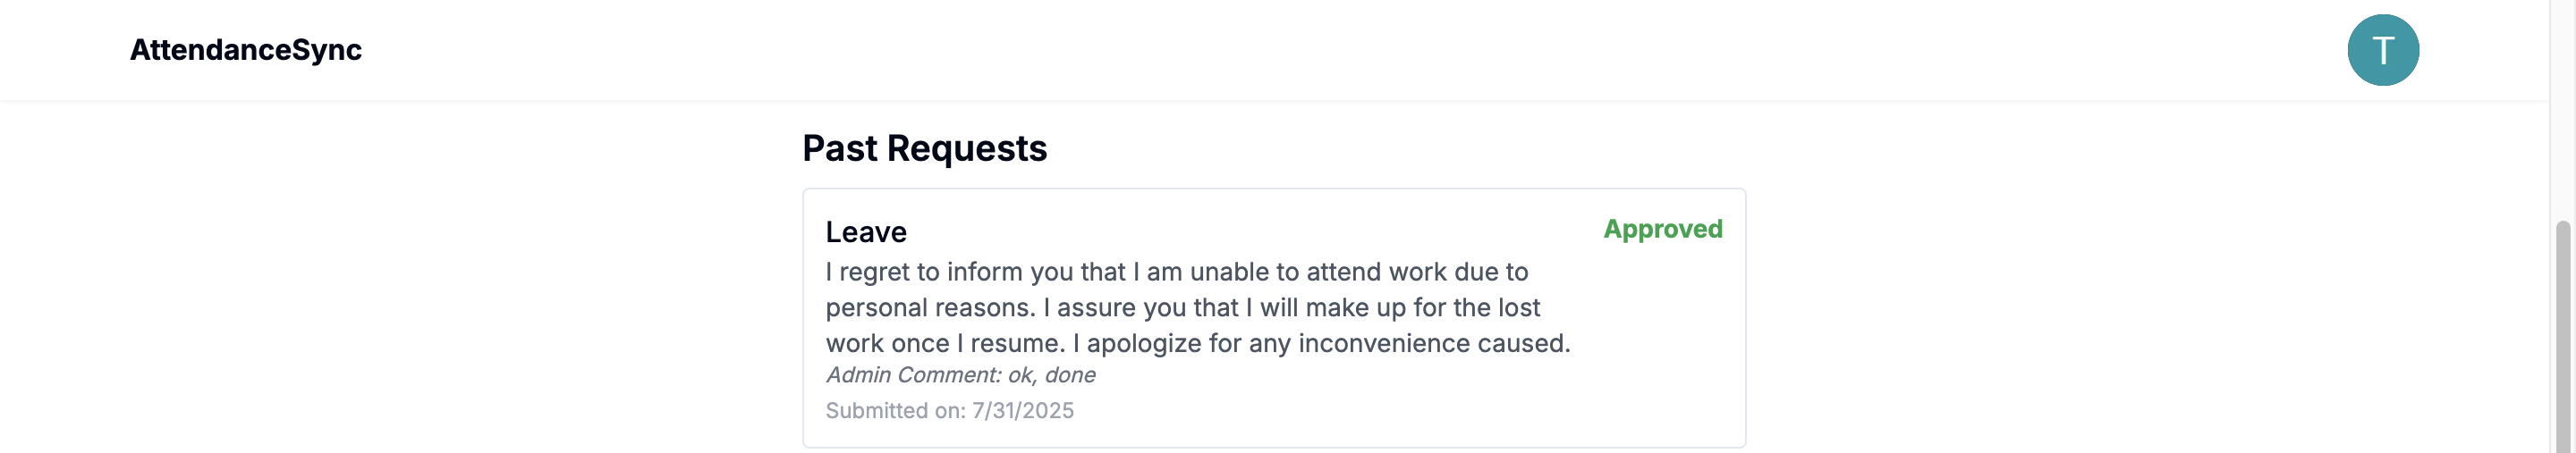 AttendanceSync
T
Past Requests
Leave
Approved
I regret to inform you that I am unable to attend work due to
personal reasons. I assure you that I will make up for the lost
work once I resume. I apologize for any inconvenience caused.
Admin Comment: ok, done
Submitted on: 7/31/2025